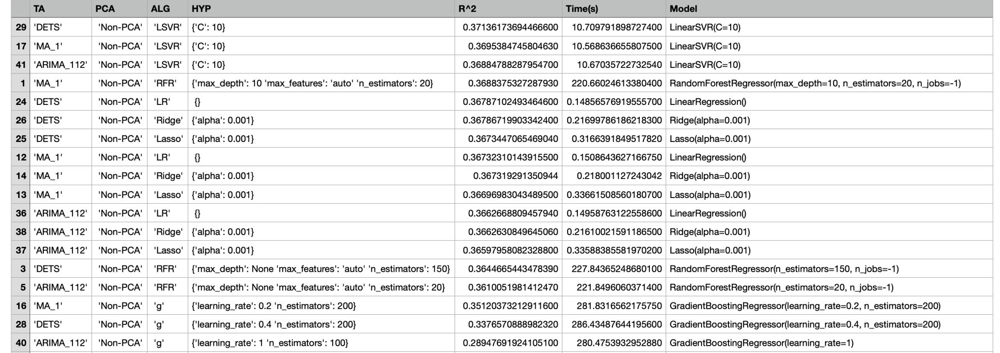 TA PCA ALG HYP R^2 Time(s) Model
29 'DETS' 'Non-PCA' 'LSVR' {'C': 10} 0.37136173694466600 10.709791898727400 LinearSVR(C=10)
17 'MA_1' 'Non-PCA' 'LSVR' {'C': 10} 0.3695384745804630 10.568636655807500 LinearSVR(C=10)
41 'ARIMA_112' 'Non-PCA' 'LSVR' {'C': 10} 0.36884788287954700 10.67035722732540 LinearSVR(C=10)
1 'MA_1' 'Non-PCA' 'RFR' {'max_depth': 10 'max_features': 'auto' 'n_estimators': 20} 0.3688375327287930 220.66024613380400 RandomForestRegressor(max_depth=10, n_estimators=20, n_jobs=-1)
24 'DETS' 'Non-PCA' 'LR' {} 0.36787102493464600 0.14856576919555700 LinearRegression()
26 'DETS' 'Non-PCA' 'Ridge' {'alpha': 0.001} 0.36786719903342400 0.21699786186218300 Ridge(alpha=0.001)
25 'DETS' 'Non-PCA' 'Lasso' {'alpha': 0.001} 0.3673447065469040 0.3166391849517820 Lasso(alpha=0.001)
12 'MA_1' 'Non-PCA' 'LR' {} 0.36732310143915500 0.1508643627166750 LinearRegression()
14 'MA_1' 'Non-PCA' 'Ridge' {'alpha': 0.001} 0.367319291350944 0.218001127243042 Ridge(alpha=0.001)
13 'MA_1' 'Non-PCA' 'Lasso' {'alpha': 0.001} 0.36696983043489500 0.33661508560180700 Lasso(alpha=0.001)
36 'ARIMA_112' 'Non-PCA' 'LR' {} 0.3662668809457940 0.14958763122558600 LinearRegression()
38 'ARIMA_112' 'Non-PCA' 'Ridge' {'alpha': 0.001} 0.3662630849645060 0.21610021591186500 Ridge(alpha=0.001)
37 'ARIMA_112' 'Non-PCA' 'Lasso' {'alpha': 0.001} 0.36597958082328800 0.33588385581970200 Lasso(alpha=0.001)
3 'DETS' 'Non-PCA' 'RFR' {'max_depth': None 'max_features': 'auto' 'n_estimators': 150} 0.3644665443478390 227.84365248680100 RandomForestRegressor(n_estimators=150, n_jobs=-1)
5 'ARIMA_112' 'Non-PCA' 'RFR' {'max_depth': None 'max_features': 'auto' 'n_estimators': 20} 0.3610051981412470 221.8496060371400 RandomForestRegressor(n_estimators=20, n_jobs=-1)
16 'MA_1' 'Non-PCA' 'g' {'learning_rate': 0.2 'n_estimators': 200} 0.35120373212911600 281.8316562175750 GradientBoostingRegressor(learning_rate=0.2, n_estimators=200)
28 'DETS' 'Non-PCA' 'g' {'learning_rate': 0.4 'n_estimators': 200} 0.3376570888982320 286.43487644195600 GradientBoostingRegressor(learning_rate=0.4, n_estimators=200)
40 'ARIMA_112' 'Non-PCA' 'g' {'learning_rate': 1 'n_estimators': 100} 0.28947691924105100 280.4753932952880 GradientBoostingRegressor(learning_rate=1)